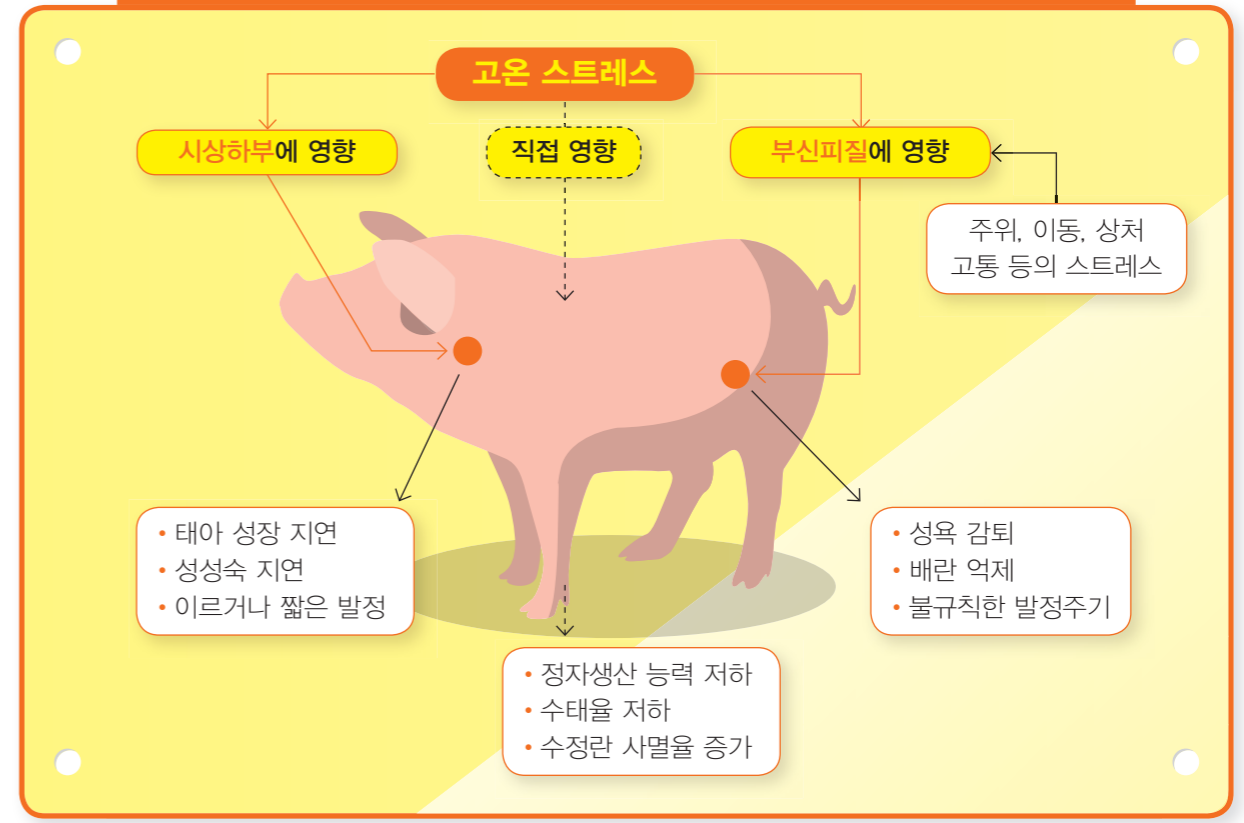 고온 스트레스
시상하부에 영향
직접 영향
부신피질에 영향
주위, 이동, 상처
고통 등의 스트레스
• 태아 성장 지연
• 성성숙 지연
• 이르거나 짧은 발정
• 성욕 감퇴
• 배란 억제
• 불규칙한 발정주기
• 정자생산 능력 저하
• 수태율 저하
• 수정란 사멸율 증가